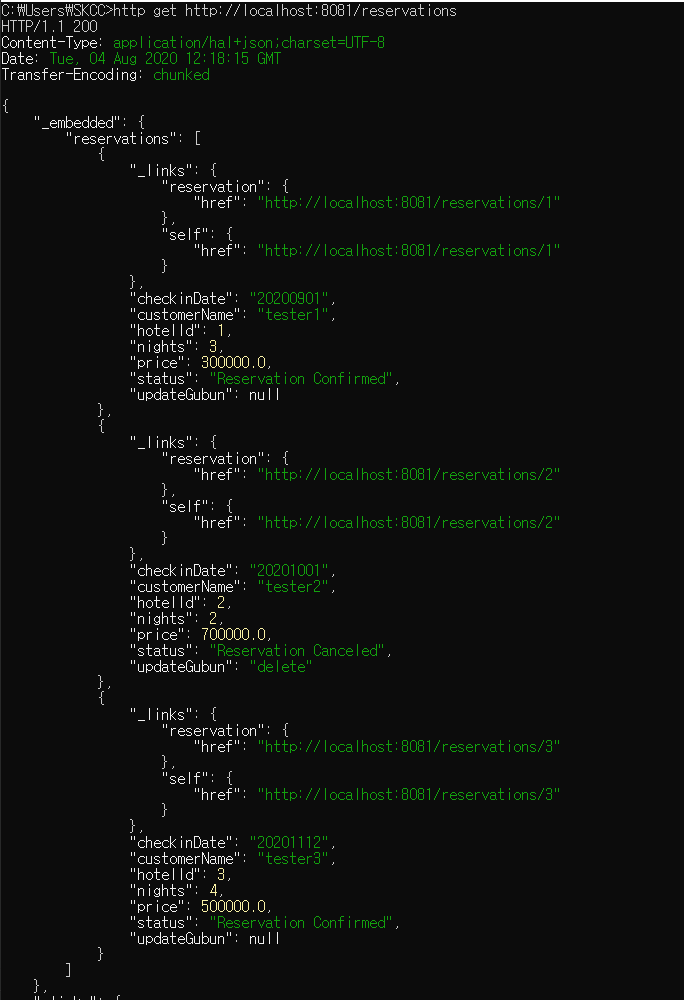 C:₩Users₩SKCC>http get http://localhost:8081/reservations
HTTP/1.1 200
Content-Type: application/hal+json;charset=UTF-8
Date: Tue, 04 Aug 2020 12:18:15 GMT
Transfer-Encoding: chunked
{
    "_embedded": {
        "reservations": [
            {
                "_links": {
                    "reservation": {
                        "href": "http://localhost:8081/reservations/1"
                    },
                    "self": {
                        "href": "http://localhost:8081/reservations/1"
                    }
                },
                "checkinDate": "20200901",
                "customerName": "tester1",
                "hotelId": 1,
                "nights": 3,
                "price": 300000.0,
                "status": "Reservation Confirmed",
                "updateGubun": null
            },
            {
                "_links": {
                    "reservation": {
                        "href": "http://localhost:8081/reservations/2"
                    },
                    "self": {
                        "href": "http://localhost:8081/reservations/2"
                    }
                },
                "checkinDate": "20201001",
                "customerName": "tester2",
                "hotelId": 2,
                "nights": 2,
                "price": 700000.0,
                "status": "Reservation Canceled",
                "updateGubun": "delete"
            },
            {
                "_links": {
                    "reservation": {
                        "href": "http://localhost:8081/reservations/3"
                    },
                    "self": {
                        "href": "http://localhost:8081/reservations/3"
                    }
                },
                "checkinDate": "20201112",
                "customerName": "tester3",
                "hotelId": 3,
                "nights": 4,
                "price": 500000.0,
                "status": "Reservation Confirmed",
                "updateGubun": null
            }
        ]
    },